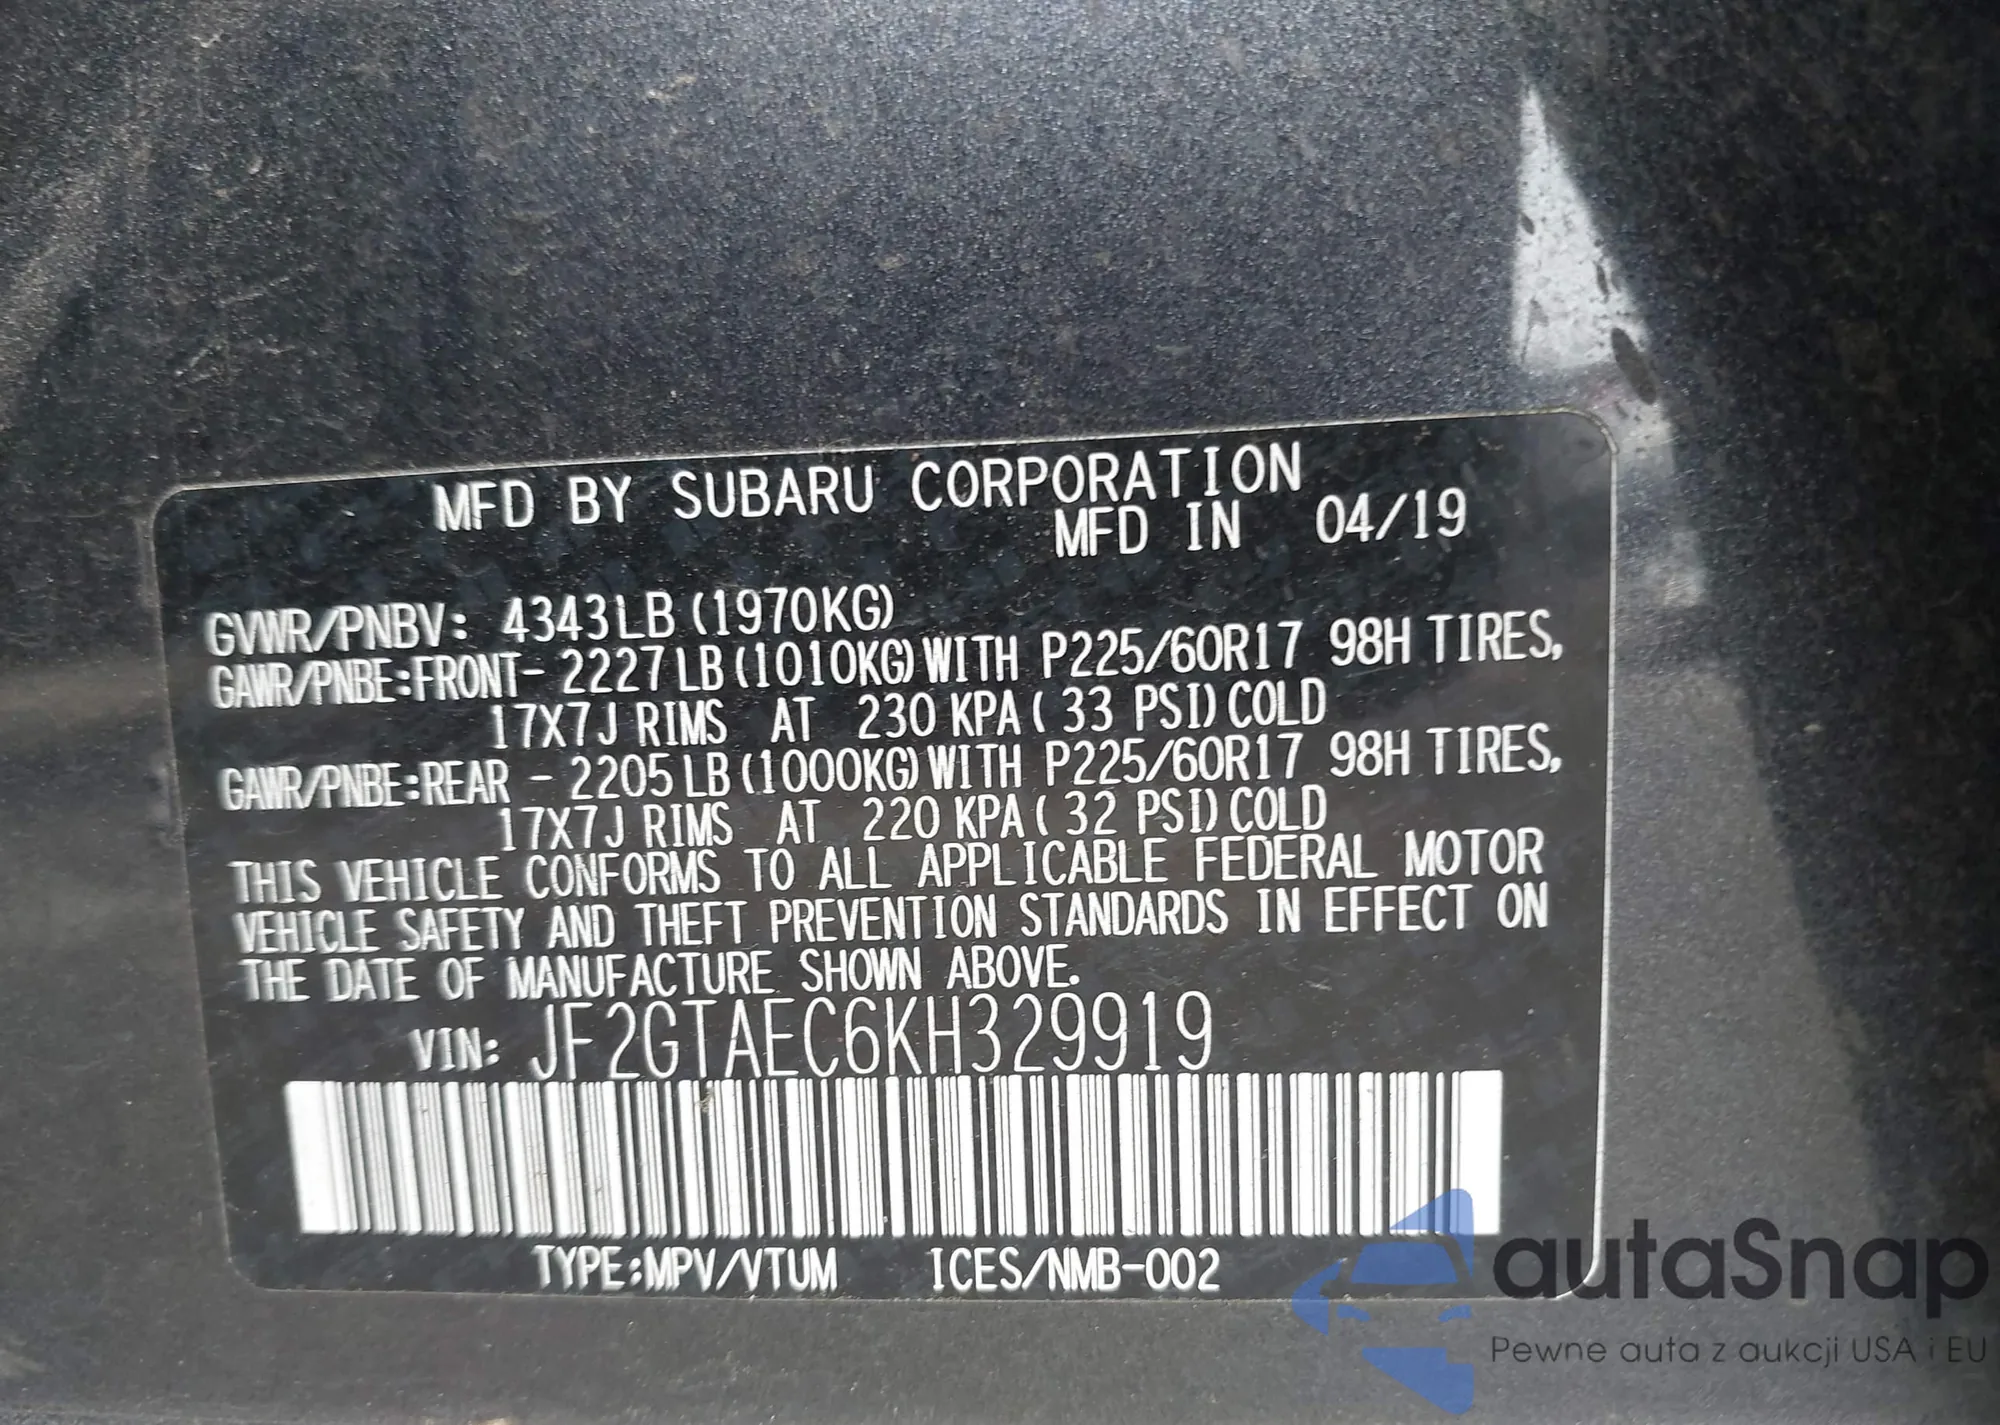 MFD BY SUBARU CORPORATION
MFD IN 04/19
GVWR/PNBV: 4343LB (1970KG)
GAWR/PNBE:FRONT- 2227LB (1010KG) WITH P225/60R17 98H TIRES,
17X7J RIMS AT 230 KPA ( 33 PSI) COLD
GAWR/PNBE:REAR - 2205LB (1000KG) WITH P225/60R17 98H TIRES,
17X7J RIMS AT 220 KPA ( 32 PSI) COLD
THIS VEHICLE CONFORMS TO ALL APPLICABLE FEDERAL MOTOR
VEHICLE SAFETY AND THEFT PREVENTION STANDARDS IN EFFECT ON
THE DATE OF MANUFACTURE SHOWN ABOVE.
VIN: JF2GTAEC6KH329919
TYPE:MPV/VTUM ICES/NMB-002
autaSnap
Pewne auta z aukcji USA i EU